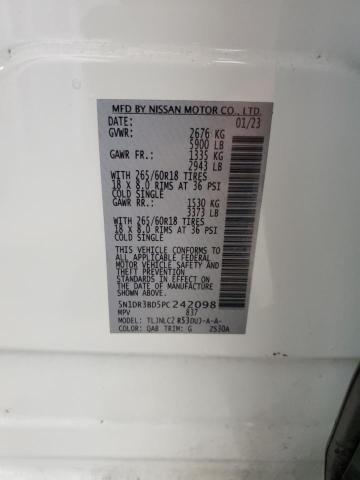 MFD BY NISSAN MOTOR CO., LTD.
DATE: 01/23
GVWR: 2676 KG
5900 LB
GAWR FR.: 1335 KG
2943 LB
WITH 265/60R18 TIRES
18 X 8.0 RIMS AT 36 PSI
COLD SINGLE
GAWR RR.: 1530 KG
3373 LB
WITH 265/60R18 TIRES
18 X 8.0 RIMS AT 36 PSI
COLD SINGLE
THIS VEHICLE CONFORMS TO
ALL APPLICABLE FEDERAL
MOTOR VEHICLE SAFETY AND
THEFT PREVENTION
STANDARDS IN EFFECT ON
THE DATE OF MANUFACTURE
SHOWN ABOVE
5N1DR3BD5PC242098
MPV 837
MODEL: TLJNLCZ-R53DUJ-A-A-
COLOR: QAB TRIM: G 2530A